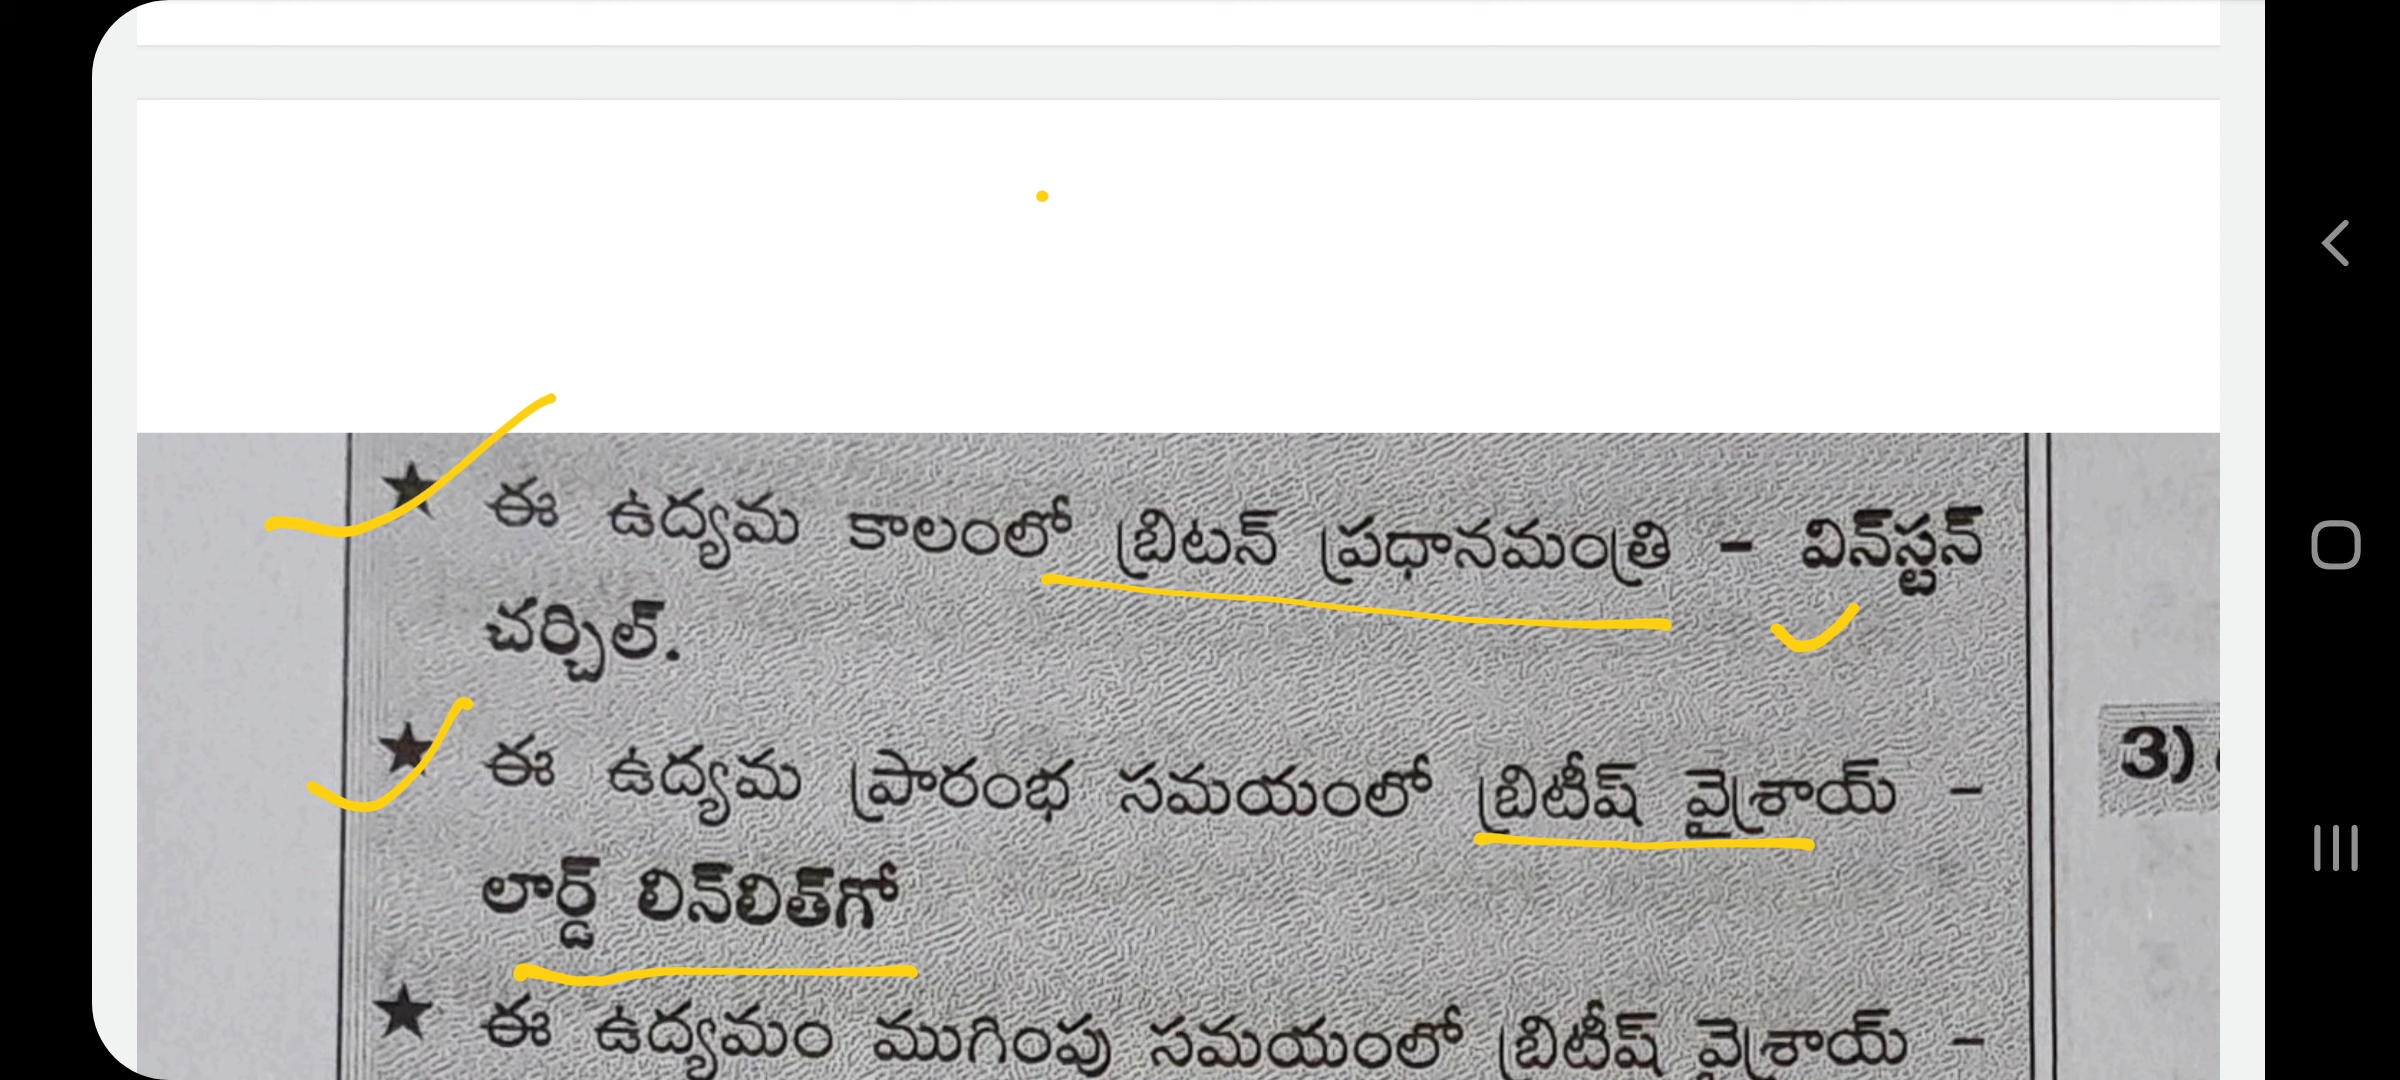 ★ ఈ ఉద్యమ కాలంలో బ్రిటన్ ప్రధానమంత్రి - విన్‌స్టన్
చర్చిల్.
★ ఈ ఉద్యమ ప్రారంభ సమయంలో బ్రిటీష్ వైశ్రాయ్ -
లార్డ్ లిన్‌లిత్‌గో
★ ఈ ఉద్యమం ముగింపు సమయంలో బ్రిటీష్ వైశ్రాయ్ -
3)